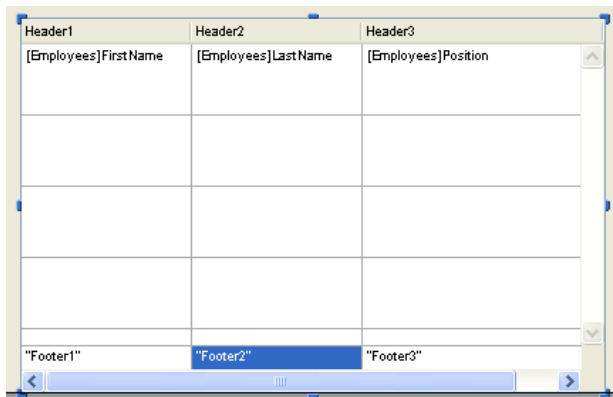 Header1 Header2 Header3
[Employees]FirstName [Employees]LastName [Employees]Position
"Footer1" "Footer2" "Footer3"